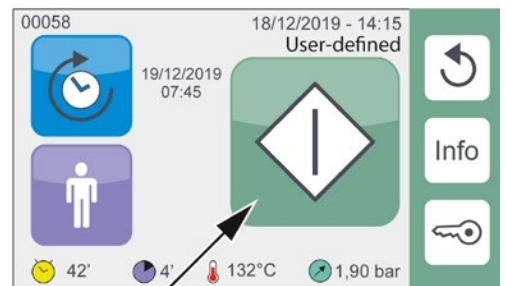 00058
18/12/2019 - 14:15
User-defined
19/12/2019
07:45
Info
42' 4' 132°C 1,90 bar